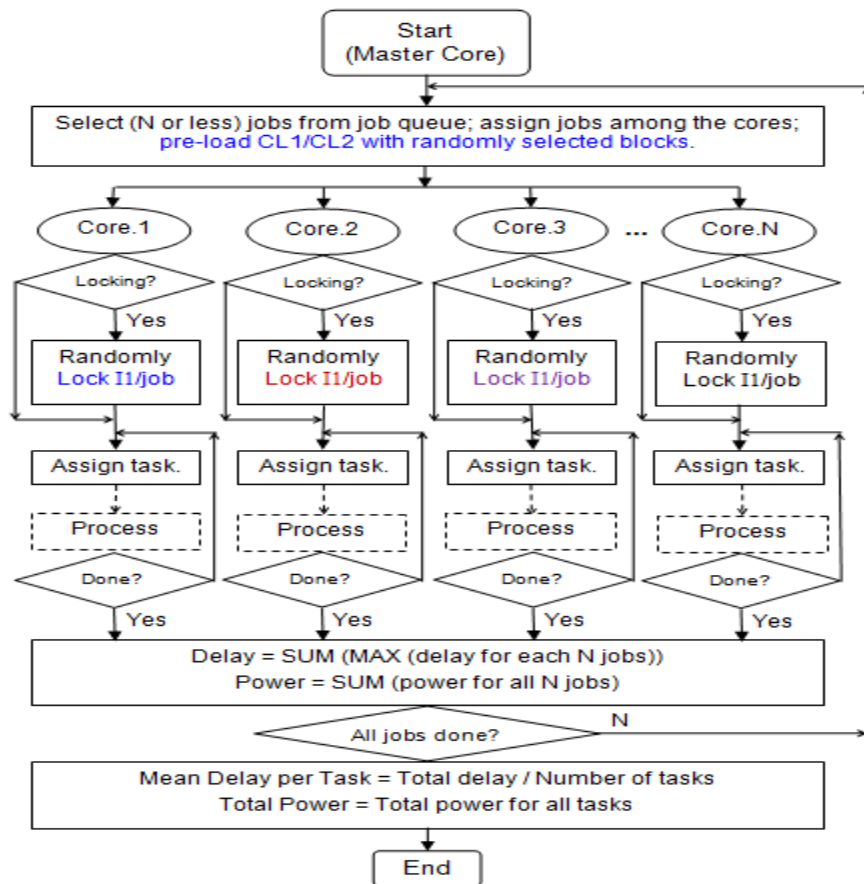 Start
(Master Core)
Select (N or less) jobs from job queue; assign jobs among the cores;
pre-load CL1/CL2 with randomly selected blocks.
Core.1
Core.2
Core.3
...
Core.N
Locking?
Locking?
Locking?
Locking?
Yes
Yes
Yes
Yes
Randomly
Lock I1/job
Randomly
Lock I1/job
Randomly
Lock I1/job
Randomly
Lock I1/job
Assign task.
Assign task.
Assign task.
Assign task.
Process
Process
Process
Process
Done?
Done?
Done?
Done?
Yes
Yes
Yes
Yes
Delay = SUM (MAX (delay for each N jobs))
Power = SUM (power for all N jobs)
All jobs done?
N
Mean Delay per Task = Total delay / Number of tasks
Total Power = Total power for all tasks
End